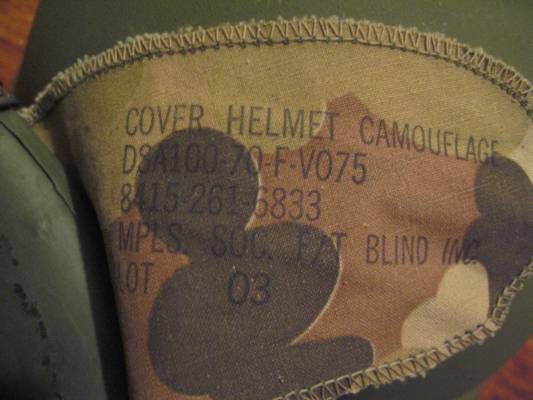 COVER HELMET CAMOUFLAGE
DSA100-70-F-V075
8415-261-6833
MPLS. SOC. F/T BLIND INC.
LOT 03